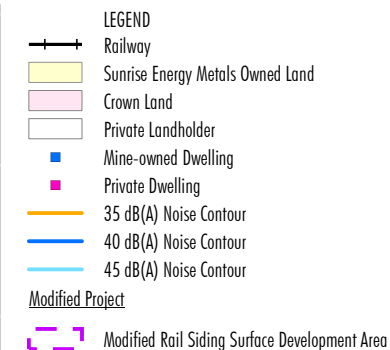 LEGEND
Railway
Sunrise Energy Metals Owned Land
Crown Land
Private Landholder
Mine-owned Dwelling
Private Dwelling
35 dB(A) Noise Contour
40 dB(A) Noise Contour
45 dB(A) Noise Contour
Modified Project
Modified Rail Siding Surface Development Area